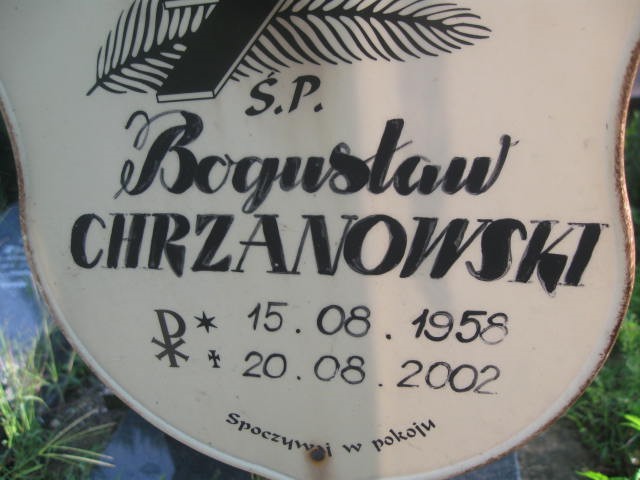 Ś.P.
Bogusław
CHRZANOWSKI
* 15.08.1958
✝ 20.08.2002
Spoczywaj w pokoju